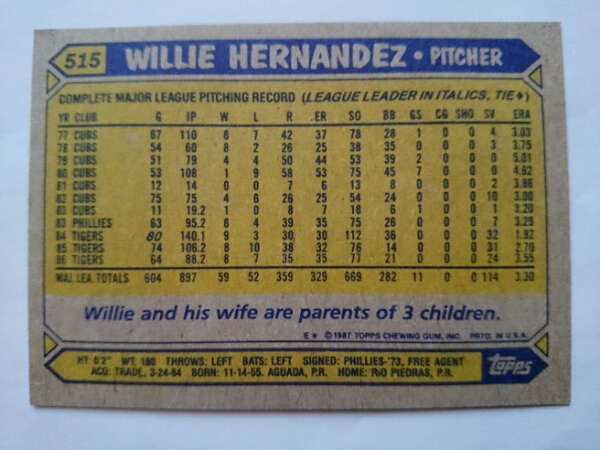 515 WILLIE HERNANDEZ • PITCHER
COMPLETE MAJOR LEAGUE PITCHING RECORD (LEAGUE LEADER IN ITALICS, TIE♦)
YR CLUB G IP W L R ER SO BB GS CG SHO SV ERA
77 CUBS 67 110 8 7 42 37 78 28 1 0 0 4 3.03
78 CUBS 54 60 8 2 26 25 38 35 0 0 0 3 3.75
79 CUBS 51 79 4 4 50 44 53 39 2 0 0 0 5.01
80 CUBS 53 108 1 9 58 53 75 45 7 0 0 0 4.42
81 CUBS 12 14 0 0 7 6 13 8 0 0 0 2 3.86
82 CUBS 75 75 4 6 26 25 54 24 0 0 0 10 3.00
83 CUBS 11 19.2 1 0 8 7 18 6 1 0 0 1 3.20
83 PHILLIES 63 95.2 8 4 39 35 75 26 0 0 0 7 3.29
84 TIGERS 80 140.1 9 3 30 30 112 36 0 0 0 32 1.92
85 TIGERS 74 106.2 8 10 38 32 76 14 0 0 0 31 2.70
86 TIGERS 64 88.2 8 7 35 35 77 21 0 0 0 24 3.55
MAJ. LEA. TOTALS 604 897 59 52 359 329 669 282 11 0 0 114 3.30
Willie and his wife are parents of 3 children.
E* © 1987 TOPPS CHEWING GUM, INC. PRTD. IN U.S.A.
HT: 6'2" WT: 180 THROWS: LEFT BATS: LEFT SIGNED: PHILLIES-'73, FREE AGENT
ACQ: TRADE, 3-24-84 BORN: 11-14-55, AGUADA, P.R. HOME: RIO PIEDRAS, P.R.
Topps